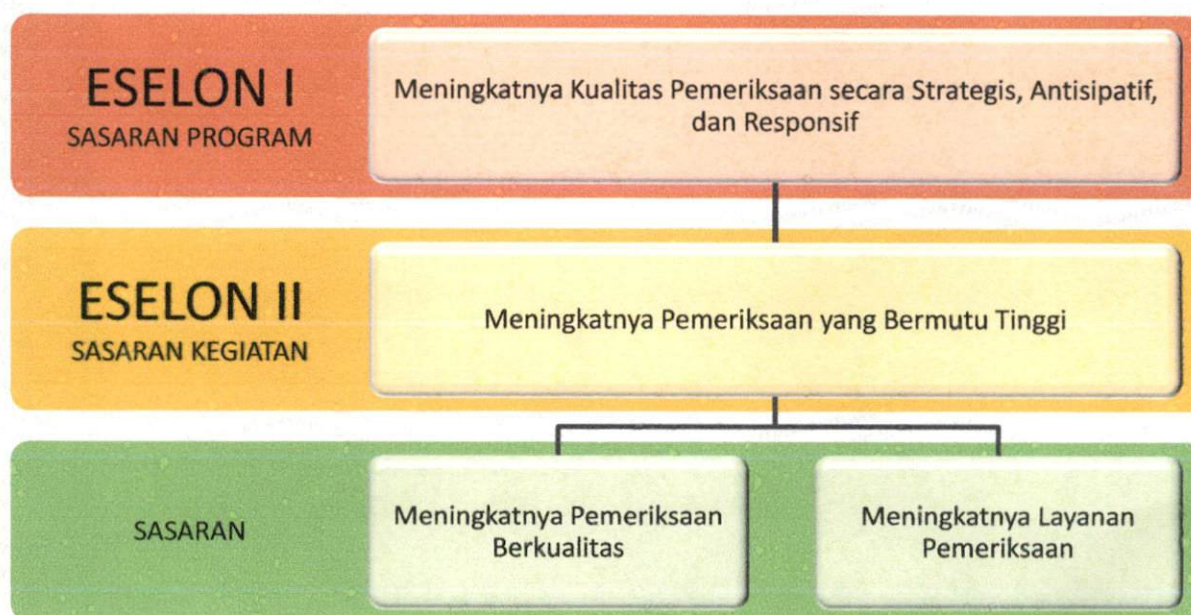 ESELON I
SASARAN PROGRAM
Meningkatnya Kualitas Pemeriksaan secara Strategis, Antisipatif,
dan Responsif
ESELON II
SASARAN KEGIATAN
Meningkatnya Pemeriksaan yang Bermutu Tinggi
SASARAN
Meningkatnya Pemeriksaan
Berkualitas
Meningkatnya Layanan
Pemeriksaan